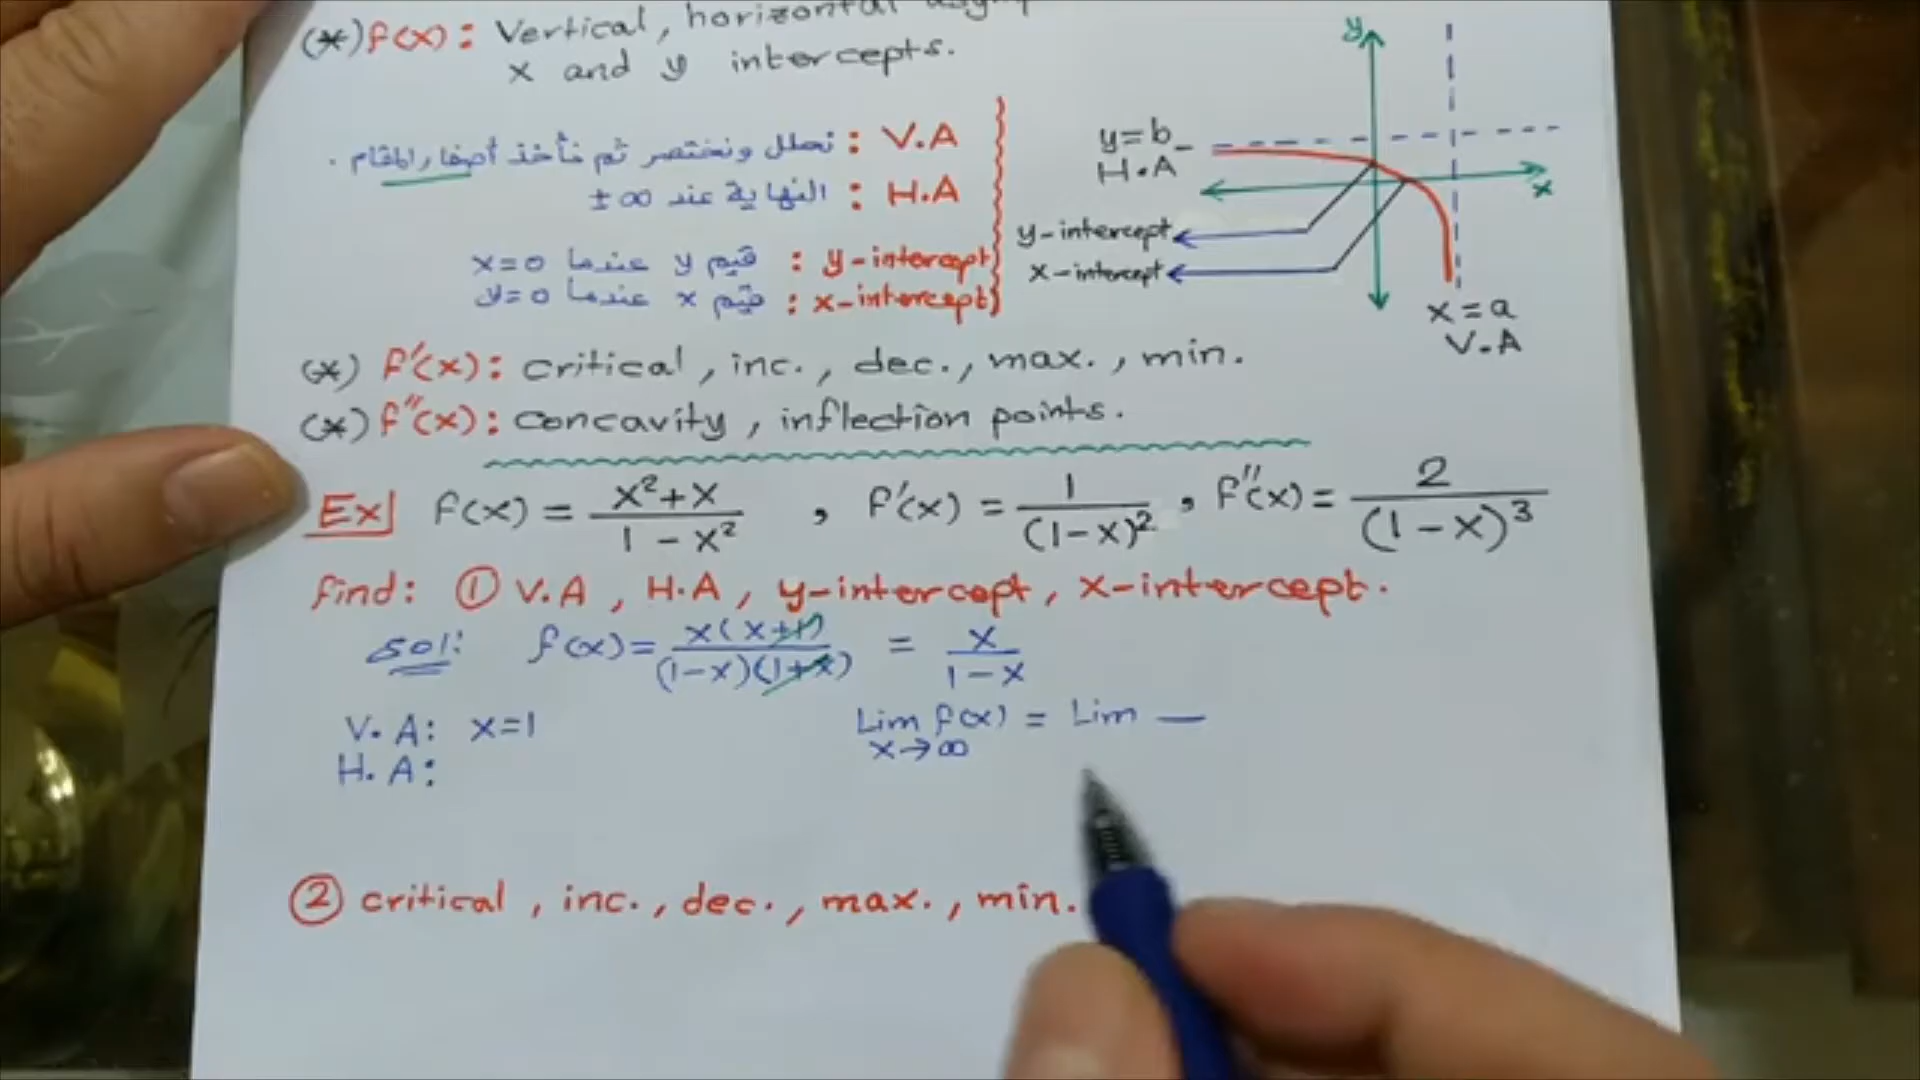 (*) f(x): Vertical, horizontal
x and y intercepts.
V.A : نحلل ونختصر ثم نأخذ أصفار المقام .
H.A : النهاية عند ±∞
y-intercept : قيم y عندما x=0
x-intercept : قيم x عندما y=0
y
y=b
H.A
x
y-intercept
x-intercept
x=a
V.A
(*) f'(x): critical, inc., dec., max., min.
(*) f''(x): concavity, inflection points.
Ex] f(x) = (x²+x)/(1-x²) , f'(x) = 1/(1-x)² , f''(x) = 2/(1-x)³
find: ① V.A, H.A, y-intercept, x-intercept.
sol: f(x) = x(x+1)/(1-x)(1+x) = x/(1-x)
V.A: x=1
Lim f(x) = Lim —
x→∞
H.A:
② critical, inc., dec., max., min.